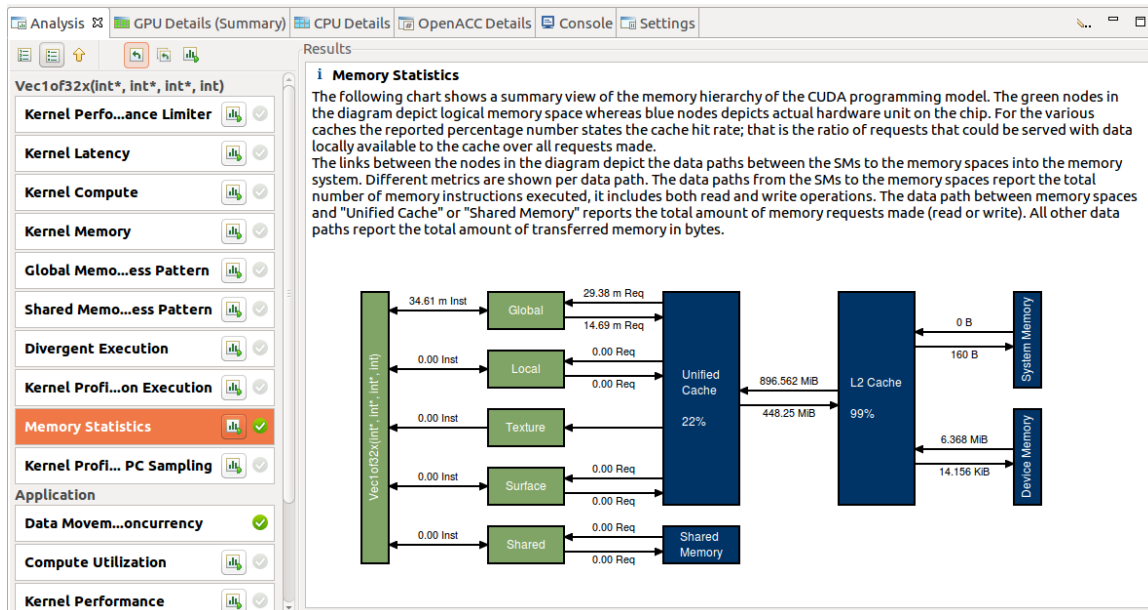 Analysis GPU Details (Summary) CPU Details OpenACC Details Console Settings
Results
Vec1of32x(int*, int*, int*, int)
Kernel Perfo...ance Limiter
Kernel Latency
Kernel Compute
Kernel Memory
Global Memo...ess Pattern
Shared Memo...ess Pattern
Divergent Execution
Kernel Profi...on Execution
Memory Statistics
Kernel Profi... PC Sampling
Application
Data Movem...oncurrency
Compute Utilization
Kernel Performance
i Memory Statistics
The following chart shows a summary view of the memory hierarchy of the CUDA programming model. The green nodes in
the diagram depict logical memory space whereas blue nodes depicts actual hardware unit on the chip. For the various
caches the reported percentage number states the cache hit rate; that is the ratio of requests that could be served with data
locally available to the cache over all requests made.
The links between the nodes in the diagram depict the data paths between the SMs to the memory spaces into the memory
system. Different metrics are shown per data path. The data paths from the SMs to the memory spaces report the total
number of memory instructions executed, it includes both read and write operations. The data path between memory spaces
and "Unified Cache" or "Shared Memory" reports the total amount of memory requests made (read or write). All other data
paths report the total amount of transferred memory in bytes.
Vec1of32x(int*, int*, int*, int)
34.61 m Inst
0.00 Inst
0.00 Inst
0.00 Inst
0.00 Inst
Global
Local
Texture
Surface
Shared
29.38 m Req
14.69 m Req
0.00 Req
0.00 Req
0.00 Req
0.00 Req
0.00 Req
0.00 Req
Unified
Cache
22%
Shared
Memory
896.562 MiB
448.25 MiB
L2 Cache
99%
0 B
160 B
6.368 MiB
14.156 KiB
System Memory
Device Memory